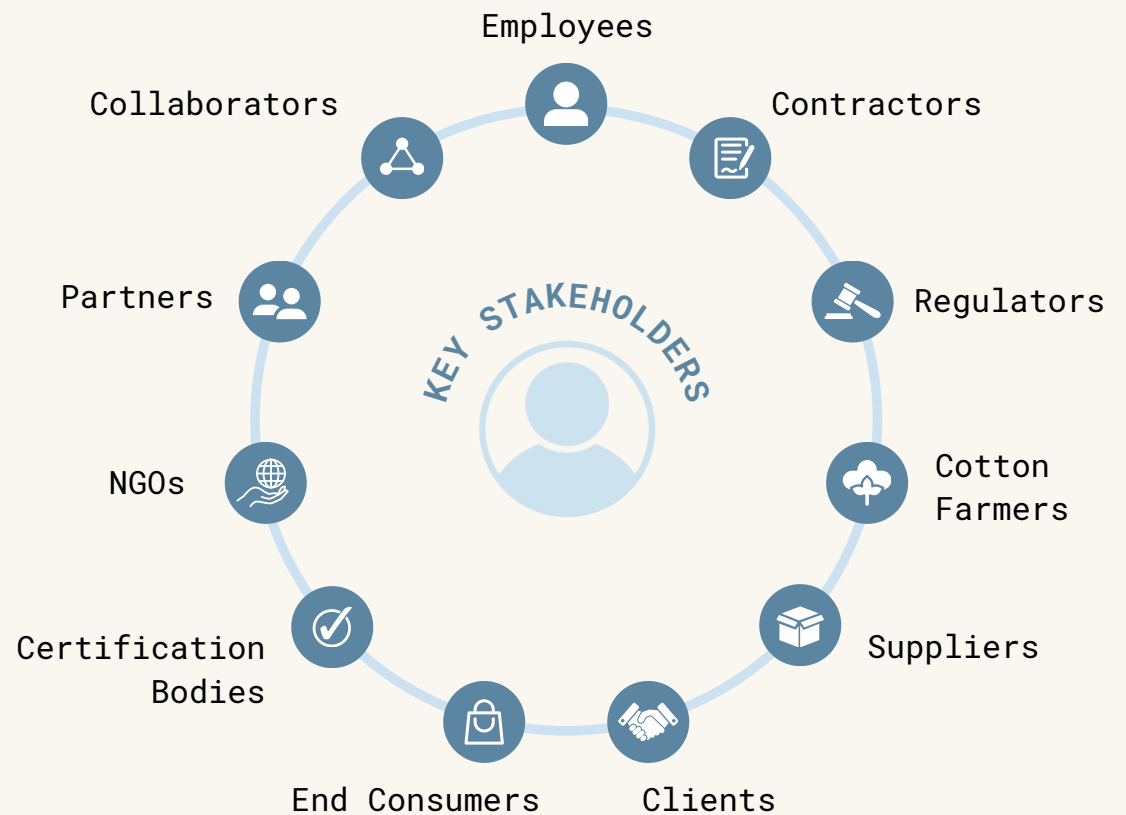 Employees
Collaborators
Contractors
Partners
KEY STAKEHOLDERS
Regulators
NGOs
Cotton
Farmers
Certification
Bodies
Suppliers
End Consumers
Clients